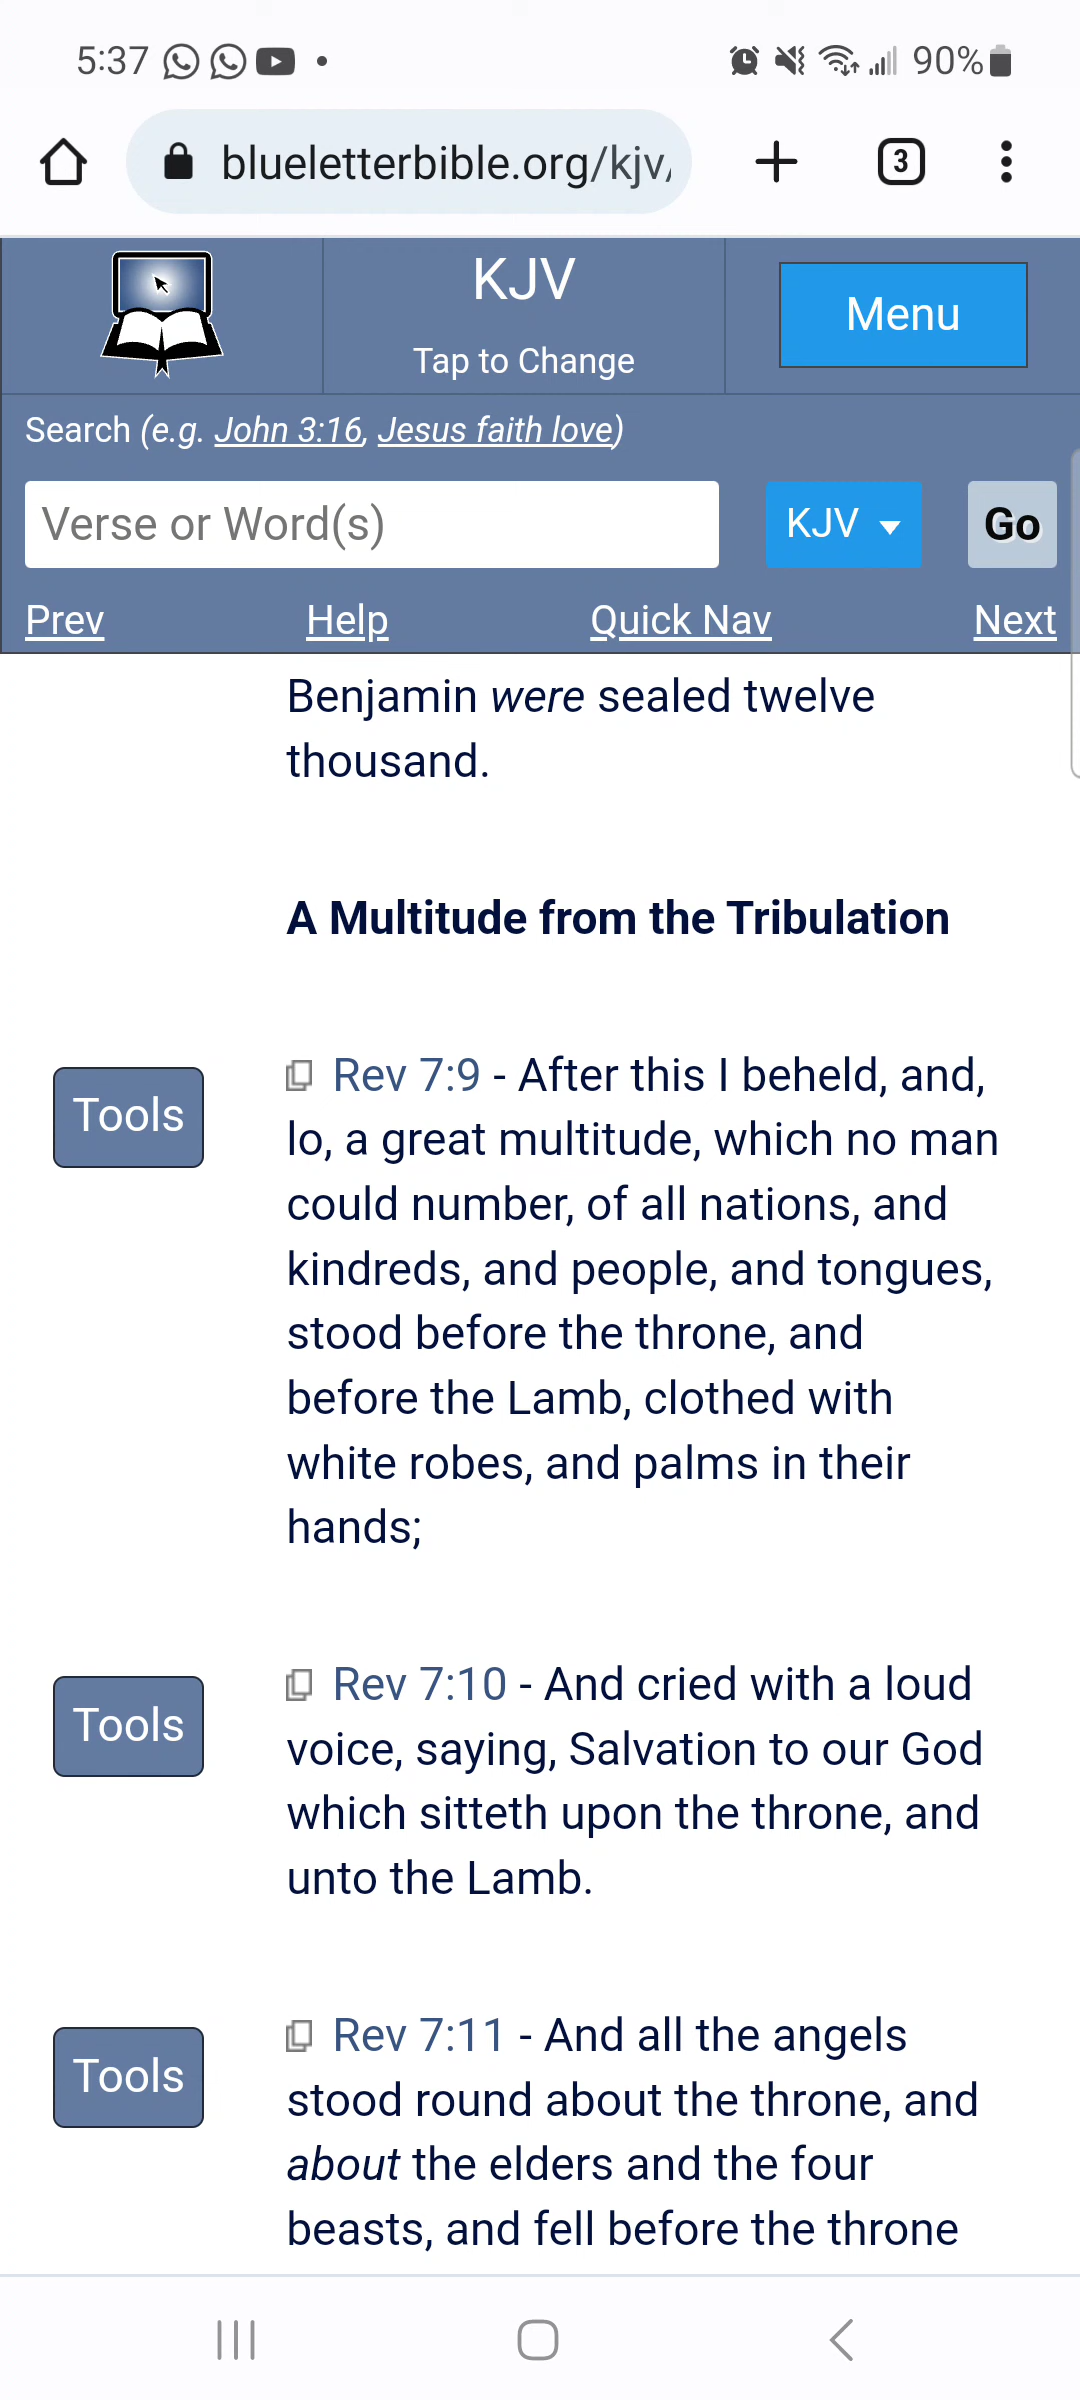 5:37
90%
blueletterbible.org/kjv/
3
KJV
Tap to Change
Menu
Search (e.g. John 3:16, Jesus faith love)
Verse or Word(s)
KJV
Go
Prev
Help
Quick Nav
Next
Benjamin were sealed twelve
thousand.
A Multitude from the Tribulation
Tools
Rev 7:9 - After this I beheld, and,
lo, a great multitude, which no man
could number, of all nations, and
kindreds, and people, and tongues,
stood before the throne, and
before the Lamb, clothed with
white robes, and palms in their
hands;
Tools
Rev 7:10 - And cried with a loud
voice, saying, Salvation to our God
which sitteth upon the throne, and
unto the Lamb.
Tools
Rev 7:11 - And all the angels
stood round about the throne, and
about the elders and the four
beasts, and fell before the throne